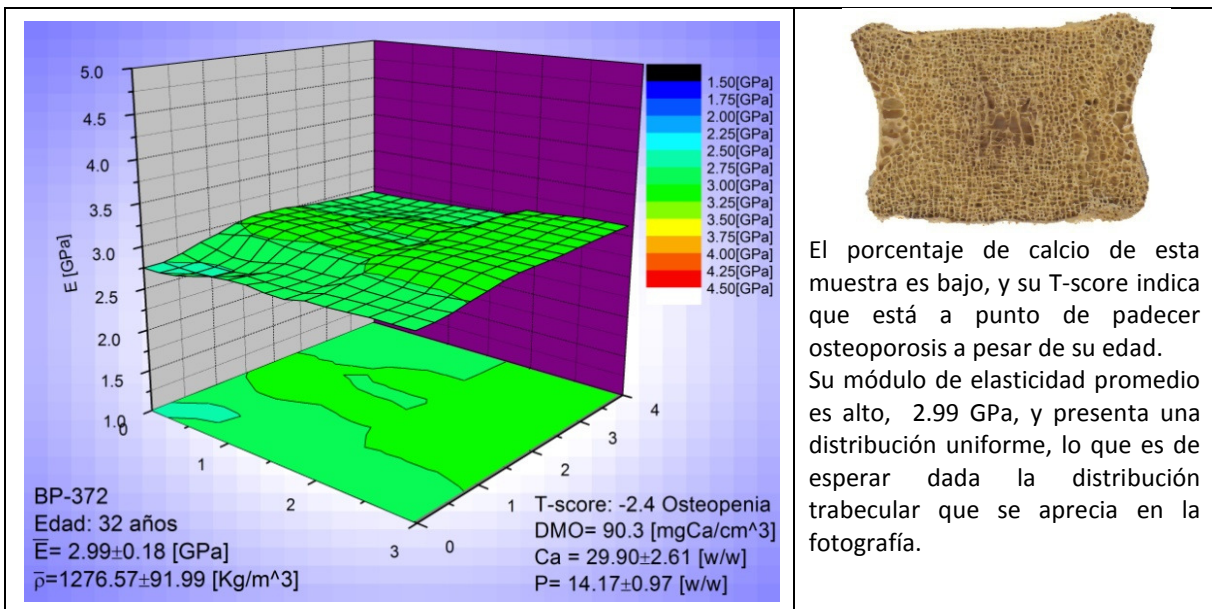 5.0
4.5
4.0
3.5
3.0
2.5
2.0
1.5
1.0
E [GPa]
0
1
2
3
0
1
2
3
4
1.50[GPa]
1.75[GPa]
2.00[GPa]
2.25[GPa]
2.50[GPa]
2.75[GPa]
3.00[GPa]
3.25[GPa]
3.50[GPa]
3.75[GPa]
4.00[GPa]
4.25[GPa]
4.50[GPa]
BP-372
Edad: 32 años
E̅= 2.99±0.18 [GPa]
ρ̅=1276.57±91.99 [Kg/m^3]
T-score: -2.4 Osteopenia
DMO= 90.3 [mgCa/cm^3]
Ca = 29.90±2.61 [w/w]
P= 14.17±0.97 [w/w]
El porcentaje de calcio de esta
muestra es bajo, y su T-score indica
que está a punto de padecer
osteoporosis a pesar de su edad.
Su módulo de elasticidad promedio
es alto, 2.99 GPa, y presenta una
distribución uniforme, lo que es de
esperar dada la distribución
trabecular que se aprecia en la
fotografía.